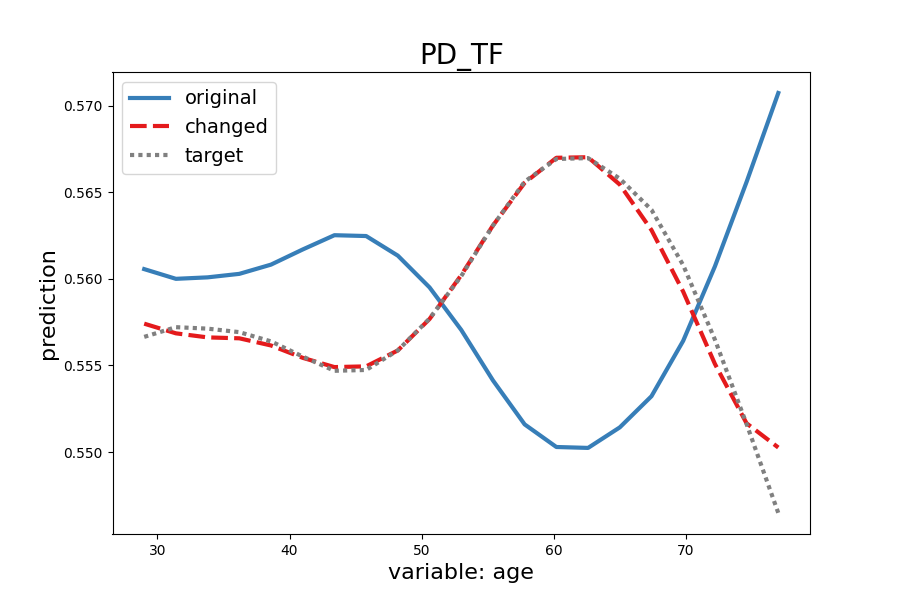 PD_TF
original
changed
target
0.570
0.565
0.560
0.555
0.550
prediction
30 40 50 60 70
variable: age